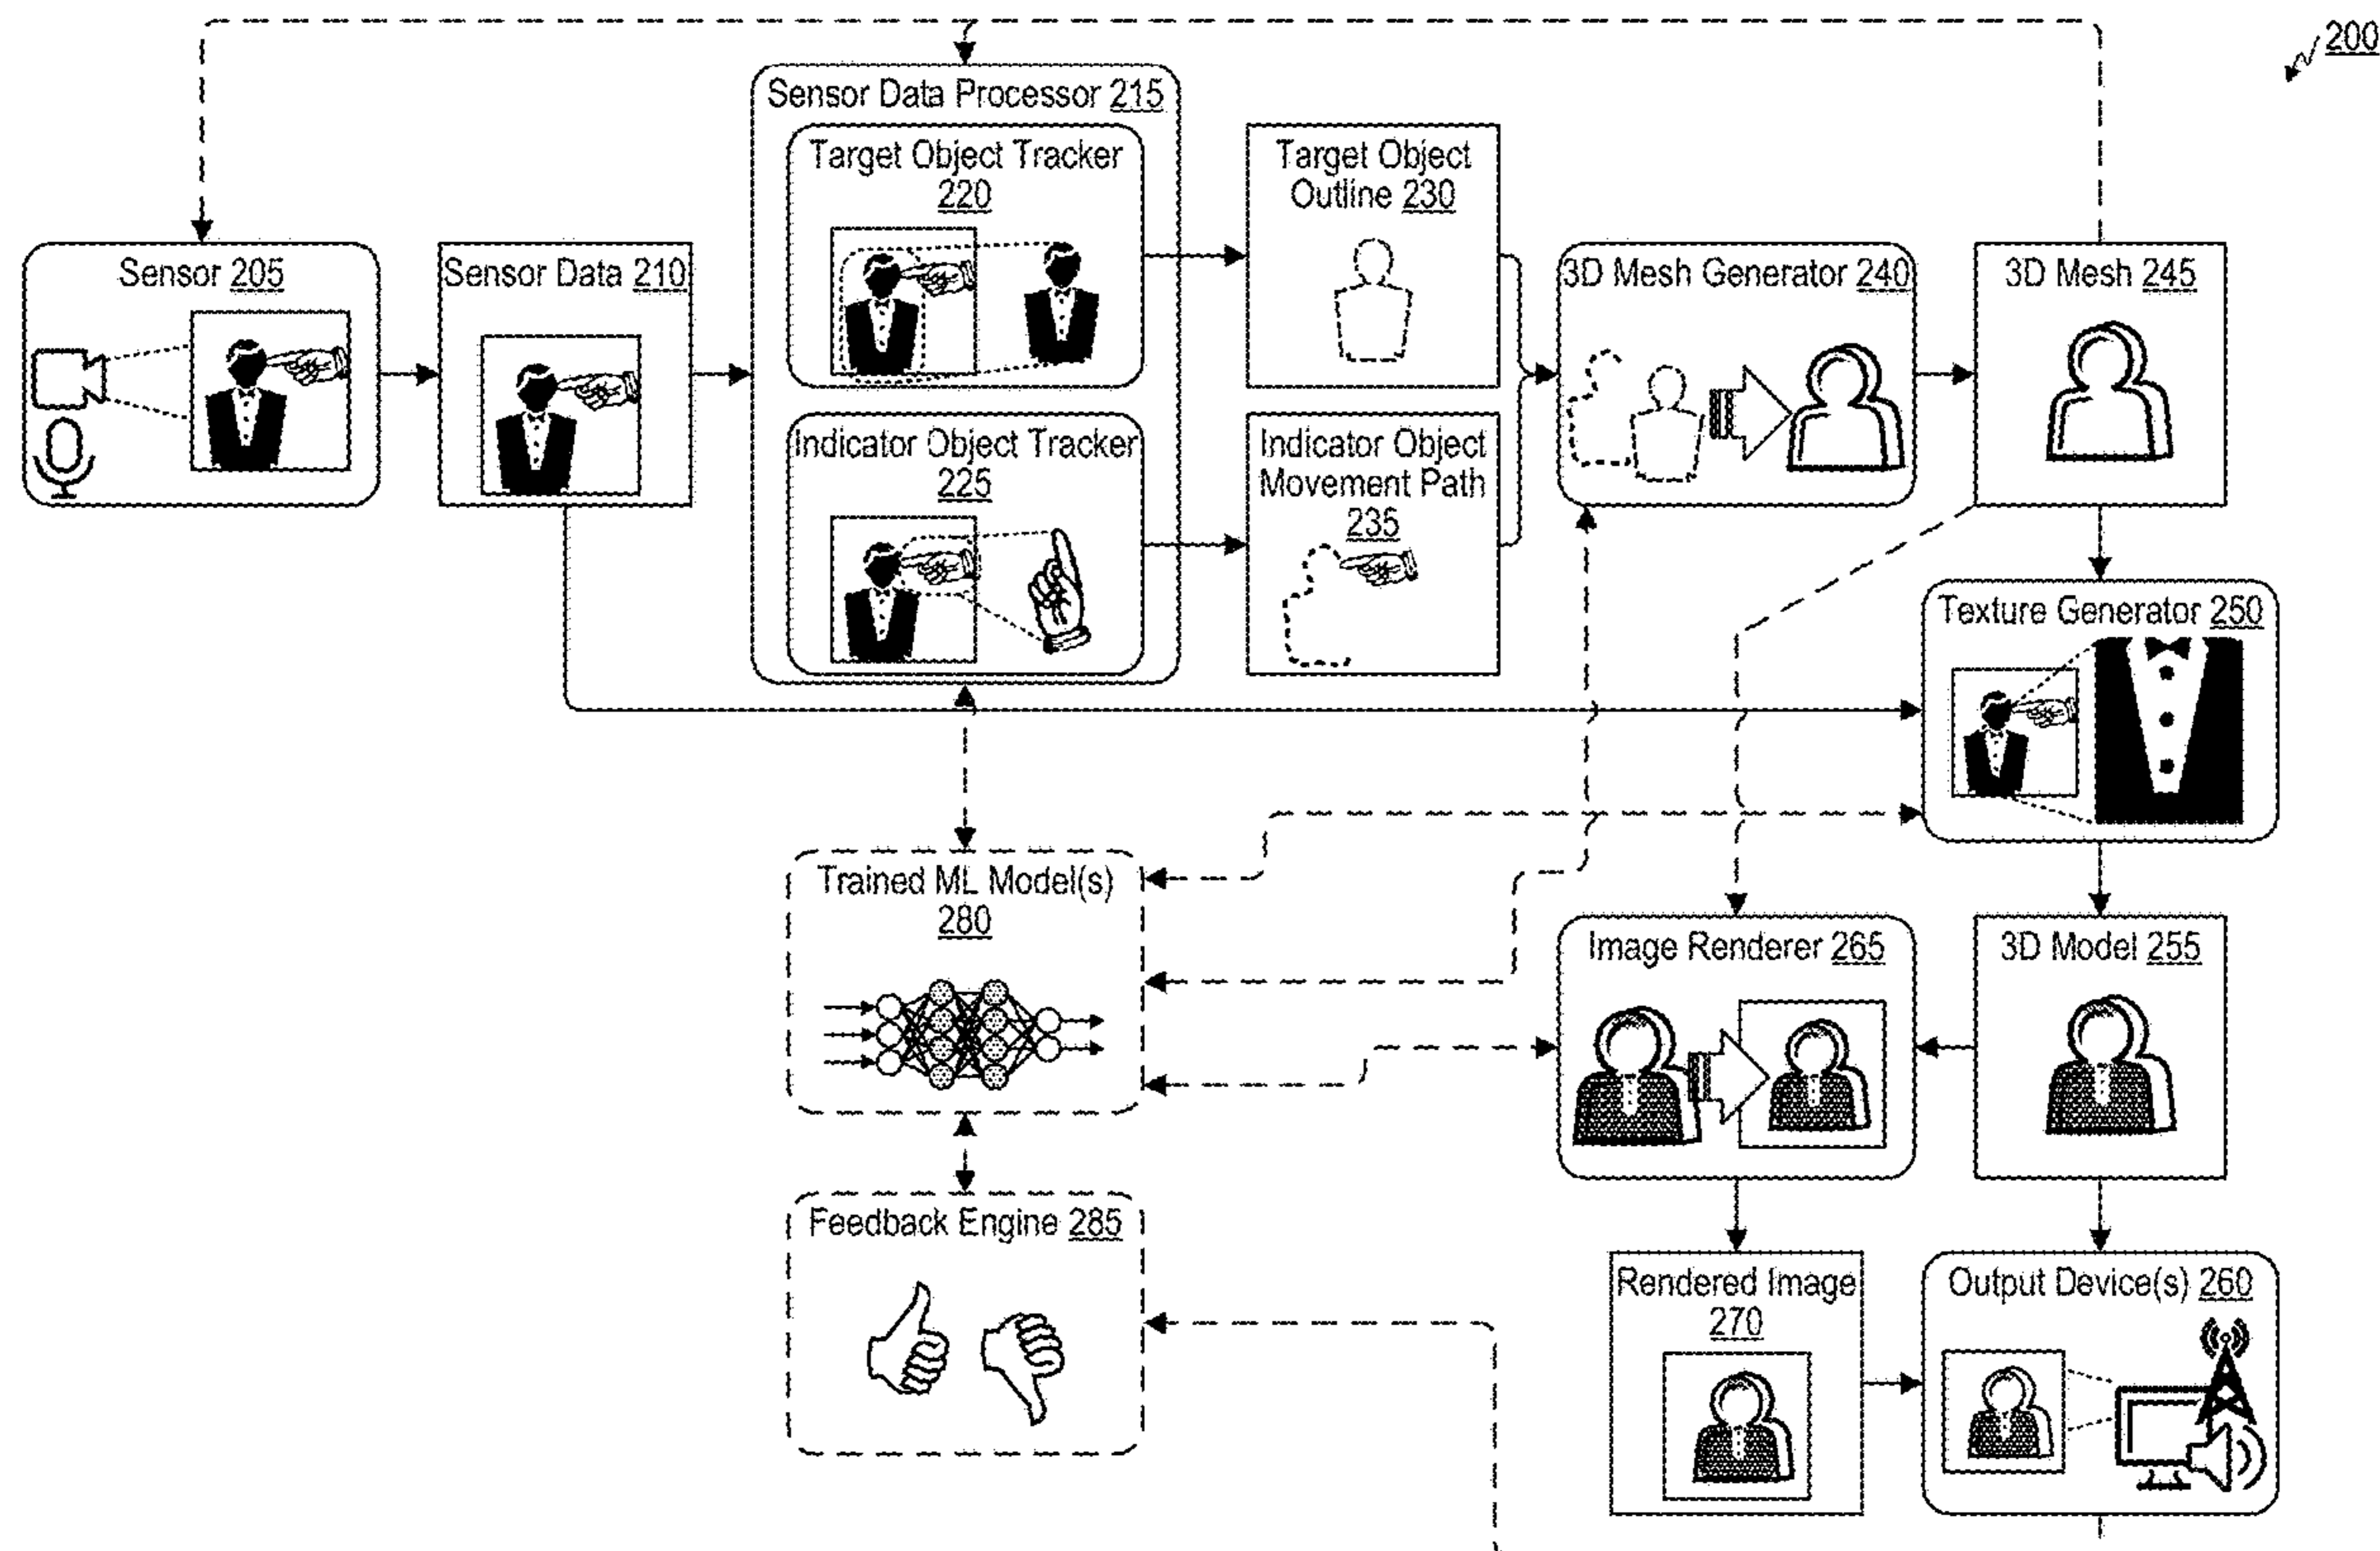 200
Sensor Data Processor 215
Target Object Tracker
220
Target Object
Outline 230
Sensor 205
Sensor Data 210
3D Mesh Generator 240
3D Mesh 245
Indicator Object Tracker
225
Indicator Object
Movement Path
235
Texture Generator 250
Trained ML Model(s)
280
Image Renderer 265
3D Model 255
Feedback Engine 285
Rendered Image
270
Output Device(s) 260